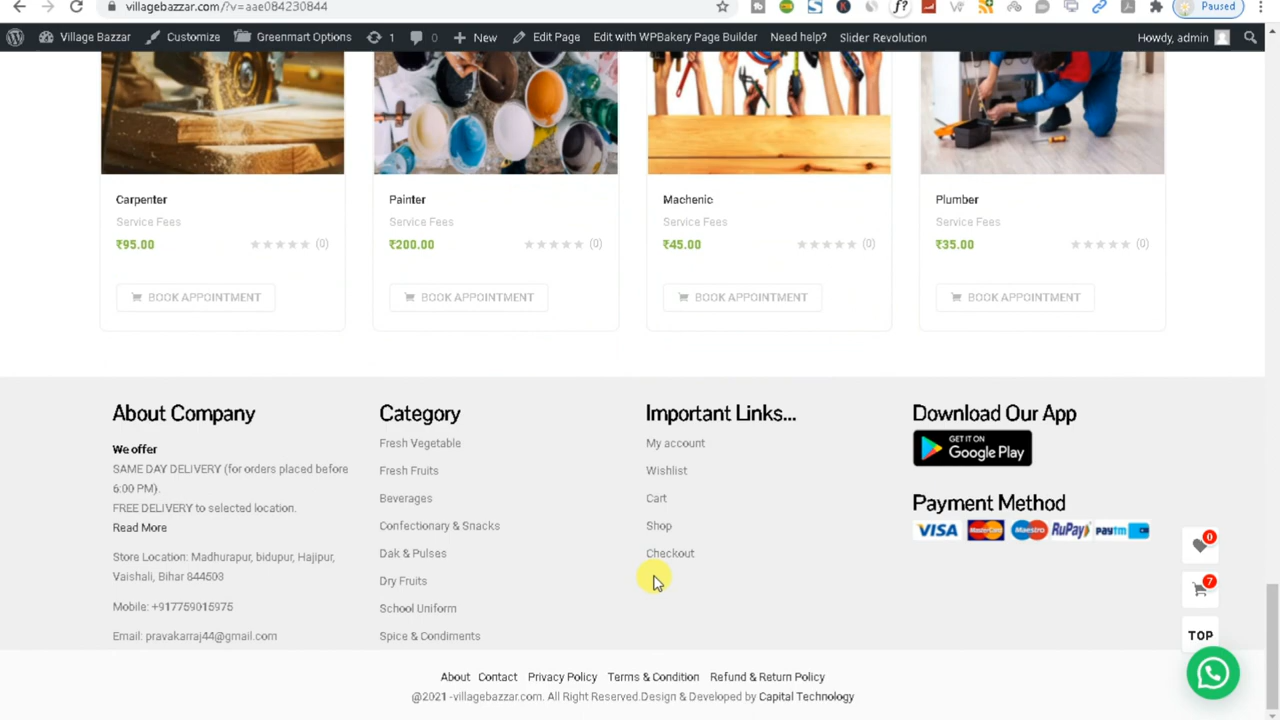 villagebazzar.com/?v=aae084230844
Paused
Village Bazzar Customize Greenmart Options 1 0 New Edit Page Edit with WPBakery Page Builder Need help? Slider Revolution Howdy, admin
Carpenter
Service Fees
₹95.00 (0)
BOOK APPOINTMENT
Painter
Service Fees
₹200.00 (0)
BOOK APPOINTMENT
Machenic
Service Fees
₹45.00 (0)
BOOK APPOINTMENT
Plumber
Service Fees
₹35.00 (0)
BOOK APPOINTMENT
About Company
We offer
SAME DAY DELIVERY (for orders placed before
6:00 PM).
FREE DELIVERY to selected location.
Read More
Store Location: Madhurapur, bidupur, Hajipur,
Vaishali, Bihar 844503
Mobile: +917759015975
Email: pravakarraj44@gmail.com
Category
Fresh Vegetable
Fresh Fruits
Beverages
Confectionary & Snacks
Dak & Pulses
Dry Fruits
School Uniform
Spice & Condiments
Important Links...
My account
Wishlist
Cart
Shop
Checkout
Download Our App
GET IT ON
Google Play
Payment Method
VISA MasterCard Maestro RuPay paytm
0
7
TOP
About Contact Privacy Policy Terms & Condition Refund & Return Policy
@2021 -villagebazzar.com. All Right Reserved.Design & Developed by Capital Technology